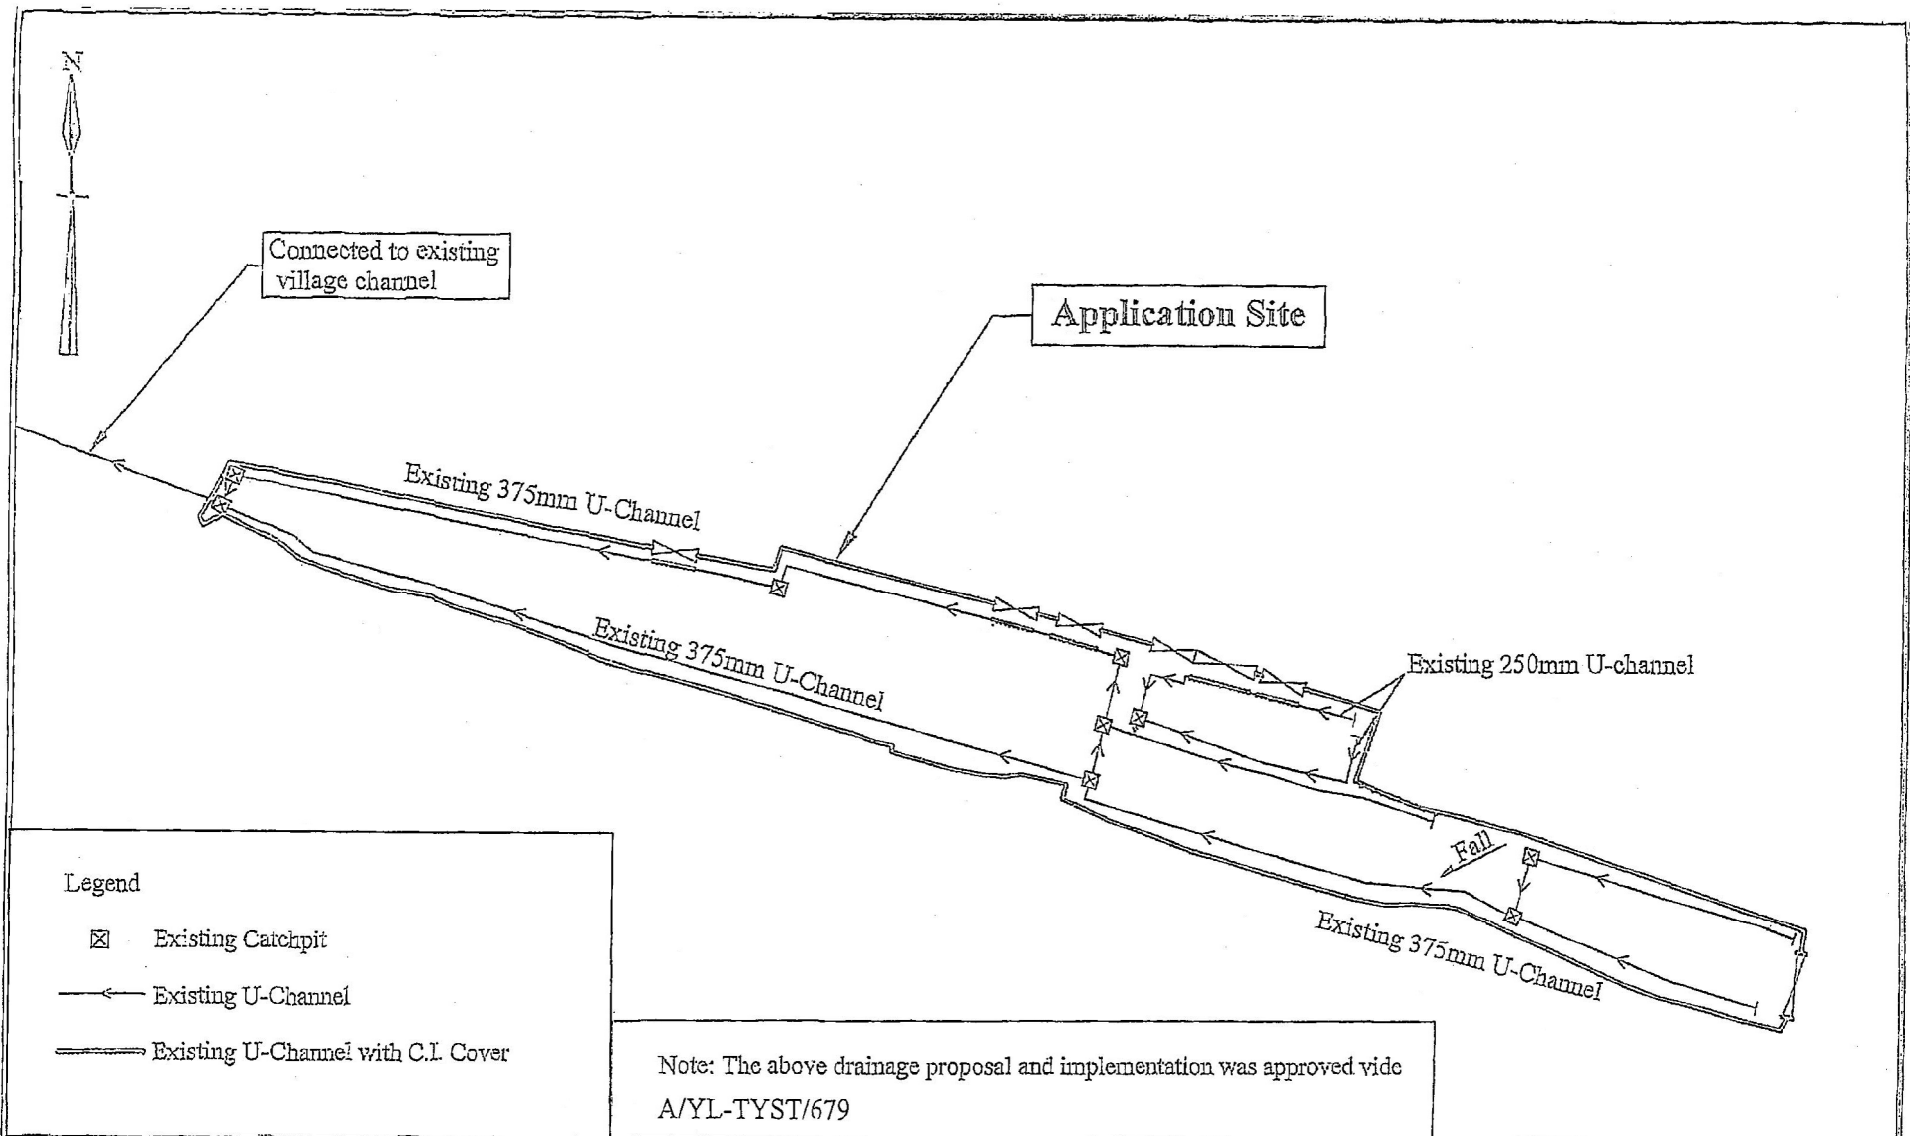 N
Connected to existing
village channel
Application Site
Existing 375mm U-Channel
Existing 375mm U-Channel
Existing 250mm U-channel
Fall
Existing 375mm U-Channel
Legend
Existing Catchpit
Existing U-Channel
Existing U-Channel with C.I. Cover
Note: The above drainage proposal and implementation was approved vide
A/YL-TYST/679